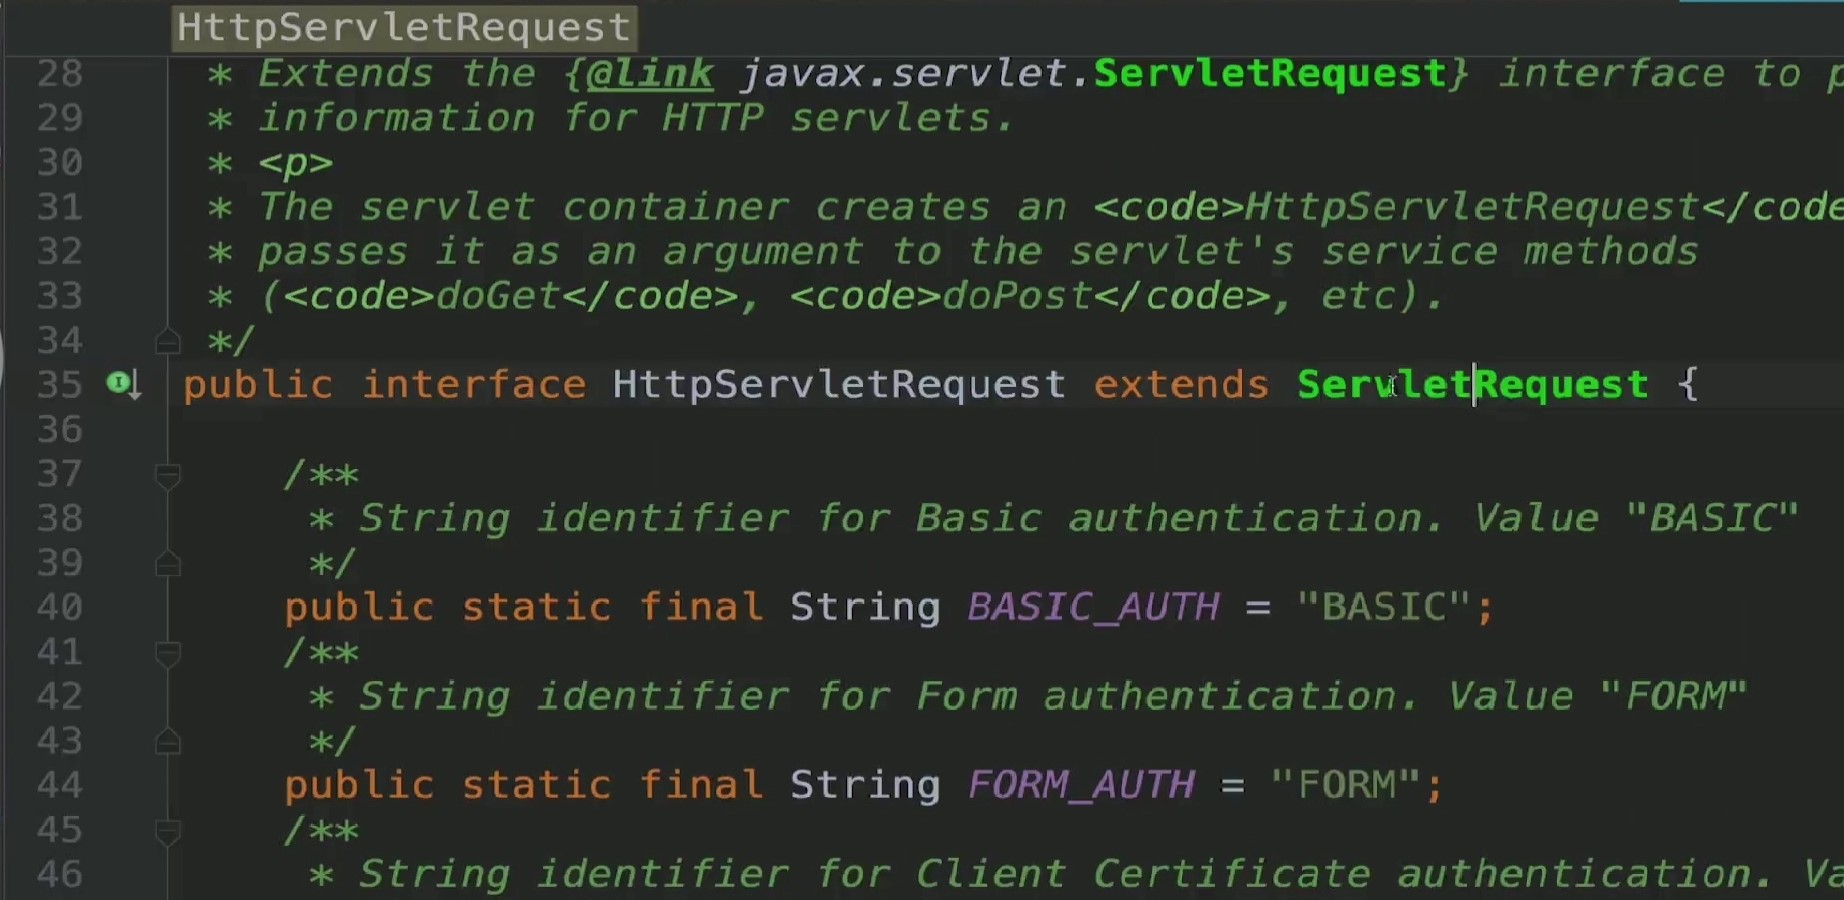 HttpServletRequest
28 * Extends the {@link javax.servlet.ServletRequest} interface to p
29 * information for HTTP servlets.
30 * <p>
31 * The servlet container creates an <code>HttpServletRequest</code
32 * passes it as an argument to the servlet's service methods
33 * (<code>doGet</code>, <code>doPost</code>, etc).
34 */
35 public interface HttpServletRequest extends ServletRequest {
36
37 /**
38 * String identifier for Basic authentication. Value "BASIC"
39 */
40 public static final String BASIC_AUTH = "BASIC";
41 /**
42 * String identifier for Form authentication. Value "FORM"
43 */
44 public static final String FORM_AUTH = "FORM";
45 /**
46 * String identifier for Client Certificate authentication. Va